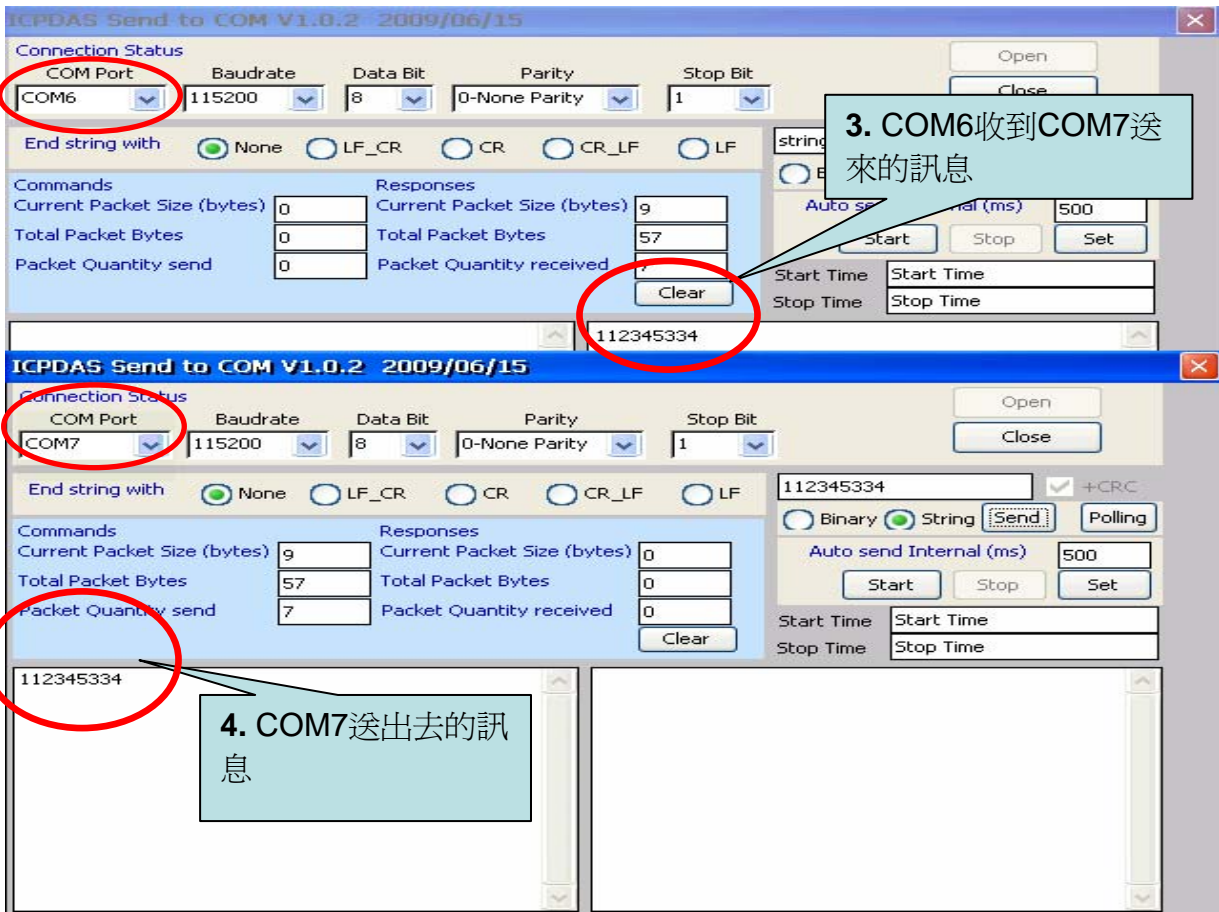 ICPDAS Send to COM V1.0.2 2009/06/15
Connection Status
COM Port Baudrate Data Bit Parity Stop Bit
Open
COM6 115200 8 0-None Parity 1
Close
End string with None LF_CR CR CR_LF LF
string
3. COM6收到COM7送
來的訊息
Commands Responses
Current Packet Size (bytes) 0 Current Packet Size (bytes) 9
Auto (ms) 500
Total Packet Bytes 0 Total Packet Bytes 57
Start Stop Set
Packet Quantity send 0 Packet Quantity received 7
Start Time Start Time
Clear
Stop Time Stop Time
112345334
ICPDAS Send to COM V1.0.2 2009/06/15
Connection Status
COM Port Baudrate Data Bit Parity Stop Bit
Open
COM7 115200 8 0-None Parity 1
Close
End string with None LF_CR CR CR_LF LF
112345334 +CRC
Binary String Send Polling
Commands Responses
Current Packet Size (bytes) 9 Current Packet Size (bytes) 0
Auto send Internal (ms) 500
Total Packet Bytes 57 Total Packet Bytes 0
Start Stop Set
Packet Quantity send 7 Packet Quantity received 0
Start Time Start Time
Clear
Stop Time Stop Time
112345334
4. COM7送出去的訊
息